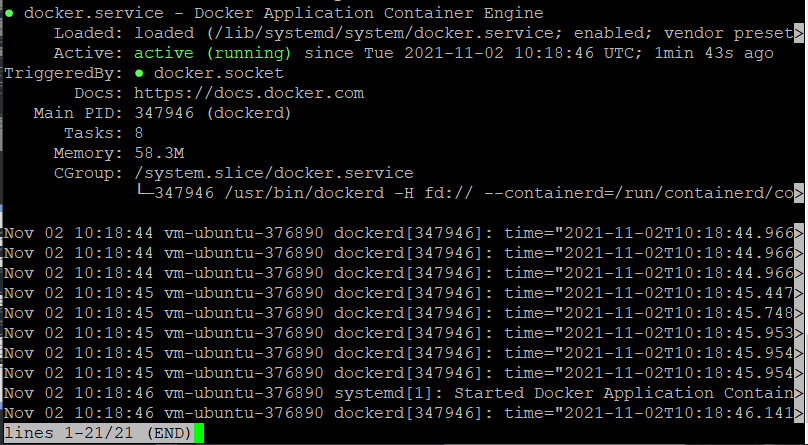 ● docker.service - Docker Application Container Engine
     Loaded: loaded (/lib/systemd/system/docker.service; enabled; vendor preset>
     Active: active (running) since Tue 2021-11-02 10:18:46 UTC; 1min 43s ago
TriggeredBy: ● docker.socket
       Docs: https://docs.docker.com
   Main PID: 347946 (dockerd)
      Tasks: 8
     Memory: 58.3M
     CGroup: /system.slice/docker.service
             └─347946 /usr/bin/dockerd -H fd:// --containerd=/run/containerd/co>
Nov 02 10:18:44 vm-ubuntu-376890 dockerd[347946]: time="2021-11-02T10:18:44.966>
Nov 02 10:18:44 vm-ubuntu-376890 dockerd[347946]: time="2021-11-02T10:18:44.966>
Nov 02 10:18:44 vm-ubuntu-376890 dockerd[347946]: time="2021-11-02T10:18:44.966>
Nov 02 10:18:45 vm-ubuntu-376890 dockerd[347946]: time="2021-11-02T10:18:45.447>
Nov 02 10:18:45 vm-ubuntu-376890 dockerd[347946]: time="2021-11-02T10:18:45.748>
Nov 02 10:18:45 vm-ubuntu-376890 dockerd[347946]: time="2021-11-02T10:18:45.953>
Nov 02 10:18:45 vm-ubuntu-376890 dockerd[347946]: time="2021-11-02T10:18:45.954>
Nov 02 10:18:45 vm-ubuntu-376890 dockerd[347946]: time="2021-11-02T10:18:45.954>
Nov 02 10:18:46 vm-ubuntu-376890 systemd[1]: Started Docker Application Contain>
Nov 02 10:18:46 vm-ubuntu-376890 dockerd[347946]: time="2021-11-02T10:18:46.141>
lines 1-21/21 (END)